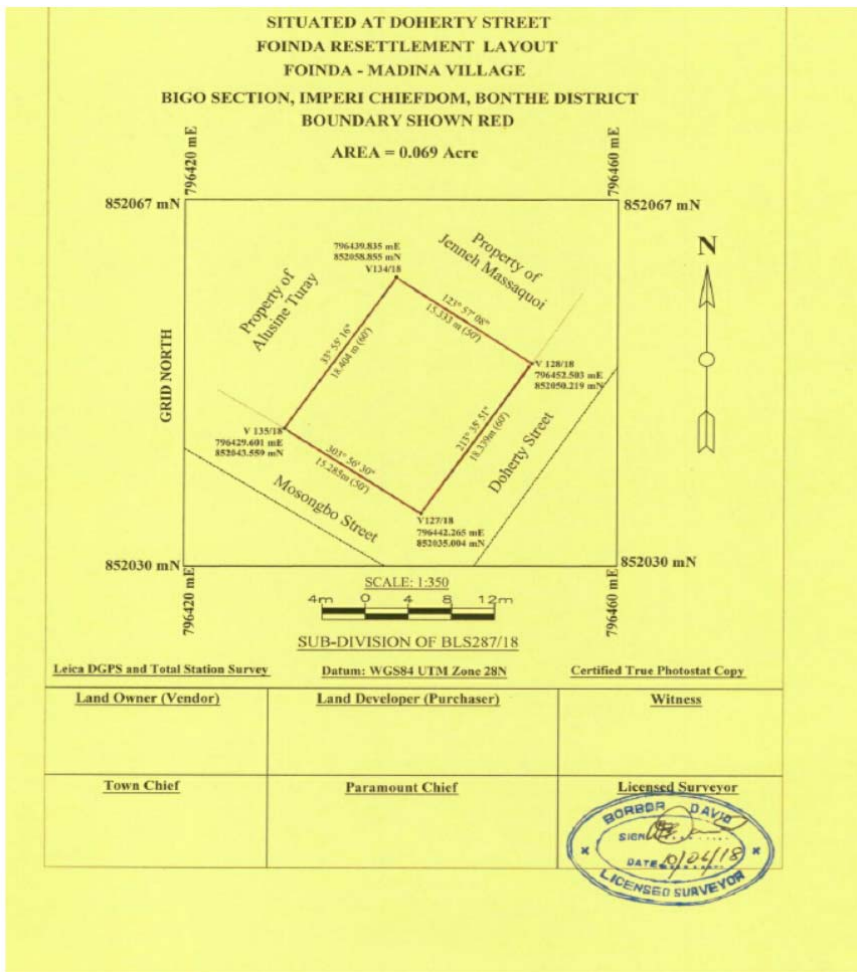 SITUATED AT DOHERTY STREET
FOINDA RESETTLEMENT LAYOUT
FOINDA - MADINA VILLAGE
BIGO SECTION, IMPERI CHIEFDOM, BONTHE DISTRICT
BOUNDARY SHOWN RED
AREA = 0.069 Acre
796420 mE
796460 mE
852067 mN
852067 mN
796439.835 mE
852058.855 mN
V134/18
Property of
Jenneh Massaquoi
N
Property of
Alusine Turay
123° 57' 08"
15.333 m (50')
33° 55' 16"
18.404 m (60')
V 128/18
796452.503 mE
852050.219 mN
GRID NORTH
V 135/18
796429.601 mE
852043.559 mN
213° 35' 51"
18.339m (60')
Doherty Street
303° 56' 30"
15.285m (50')
Mosongbo Street
V127/18
796442.265 mE
852035.004 mN
852030 mN
852030 mN
796420 mE
796460 mE
SCALE: 1:350
4m 0 4 8 12m
SUB-DIVISION OF BLS287/18
Leica DGPS and Total Station Survey
Datum: WGS84 UTM Zone 28N
Certified True Photostat Copy
Land Owner (Vendor)
Land Developer (Purchaser)
Witness
Town Chief
Paramount Chief
Licensed Surveyor
BORBOR DAVID
SIGN
DATE 10/04/18
LICENSED SURVEYOR